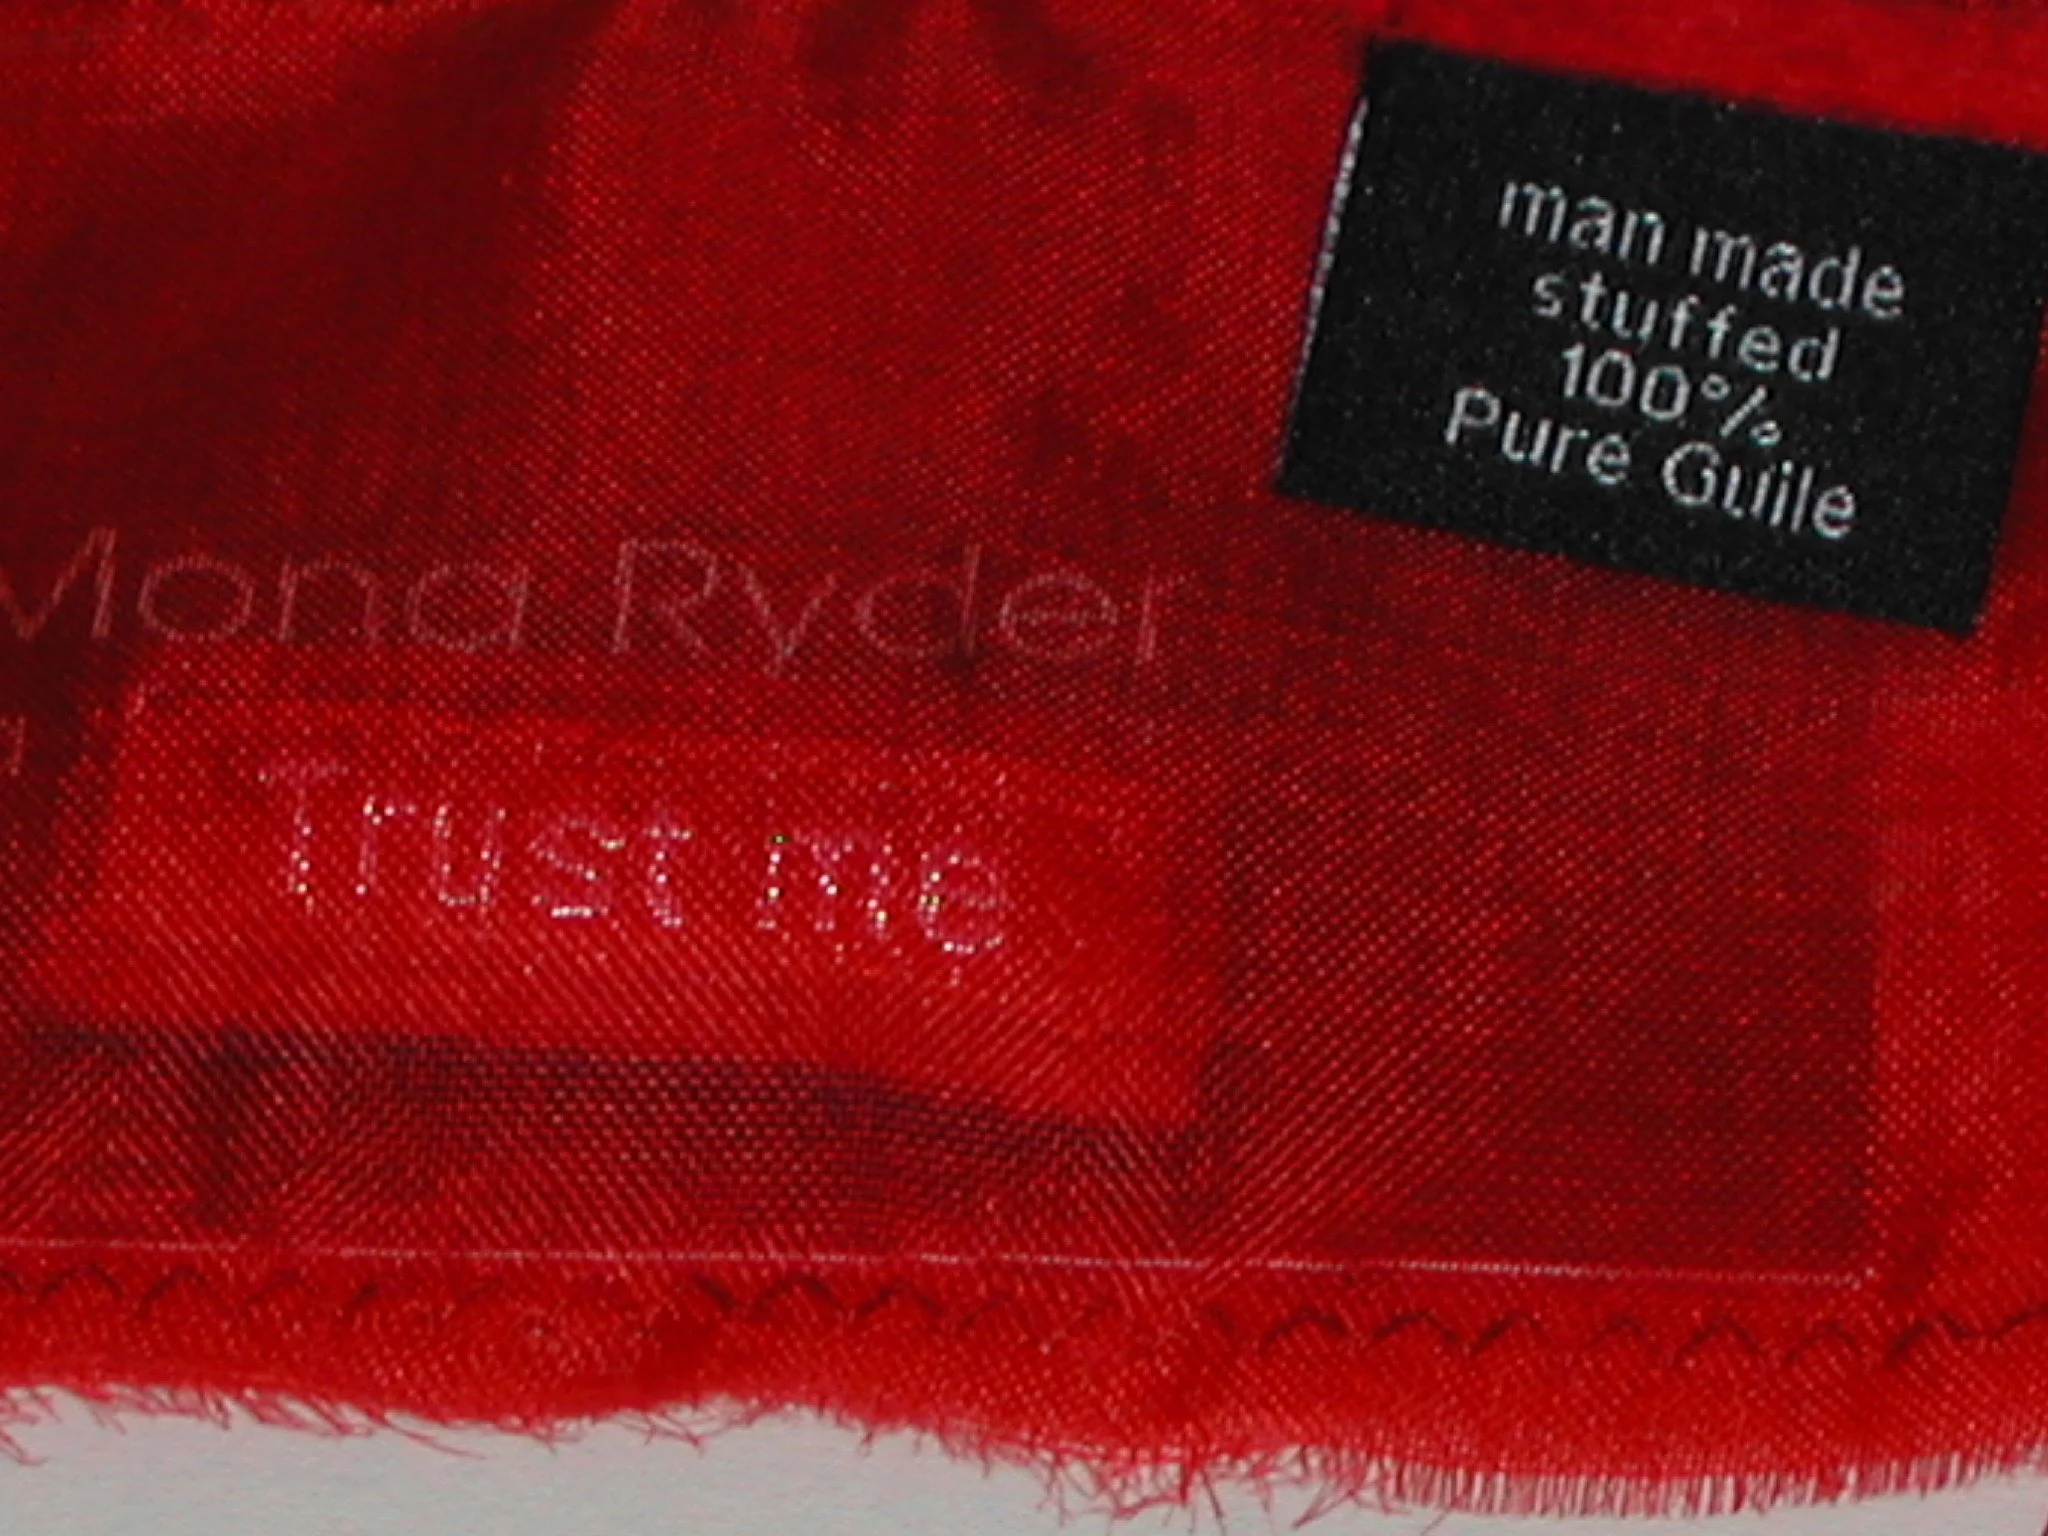 man made
stuffed
100%
Pure Guile
Mona Ryder
Trust me